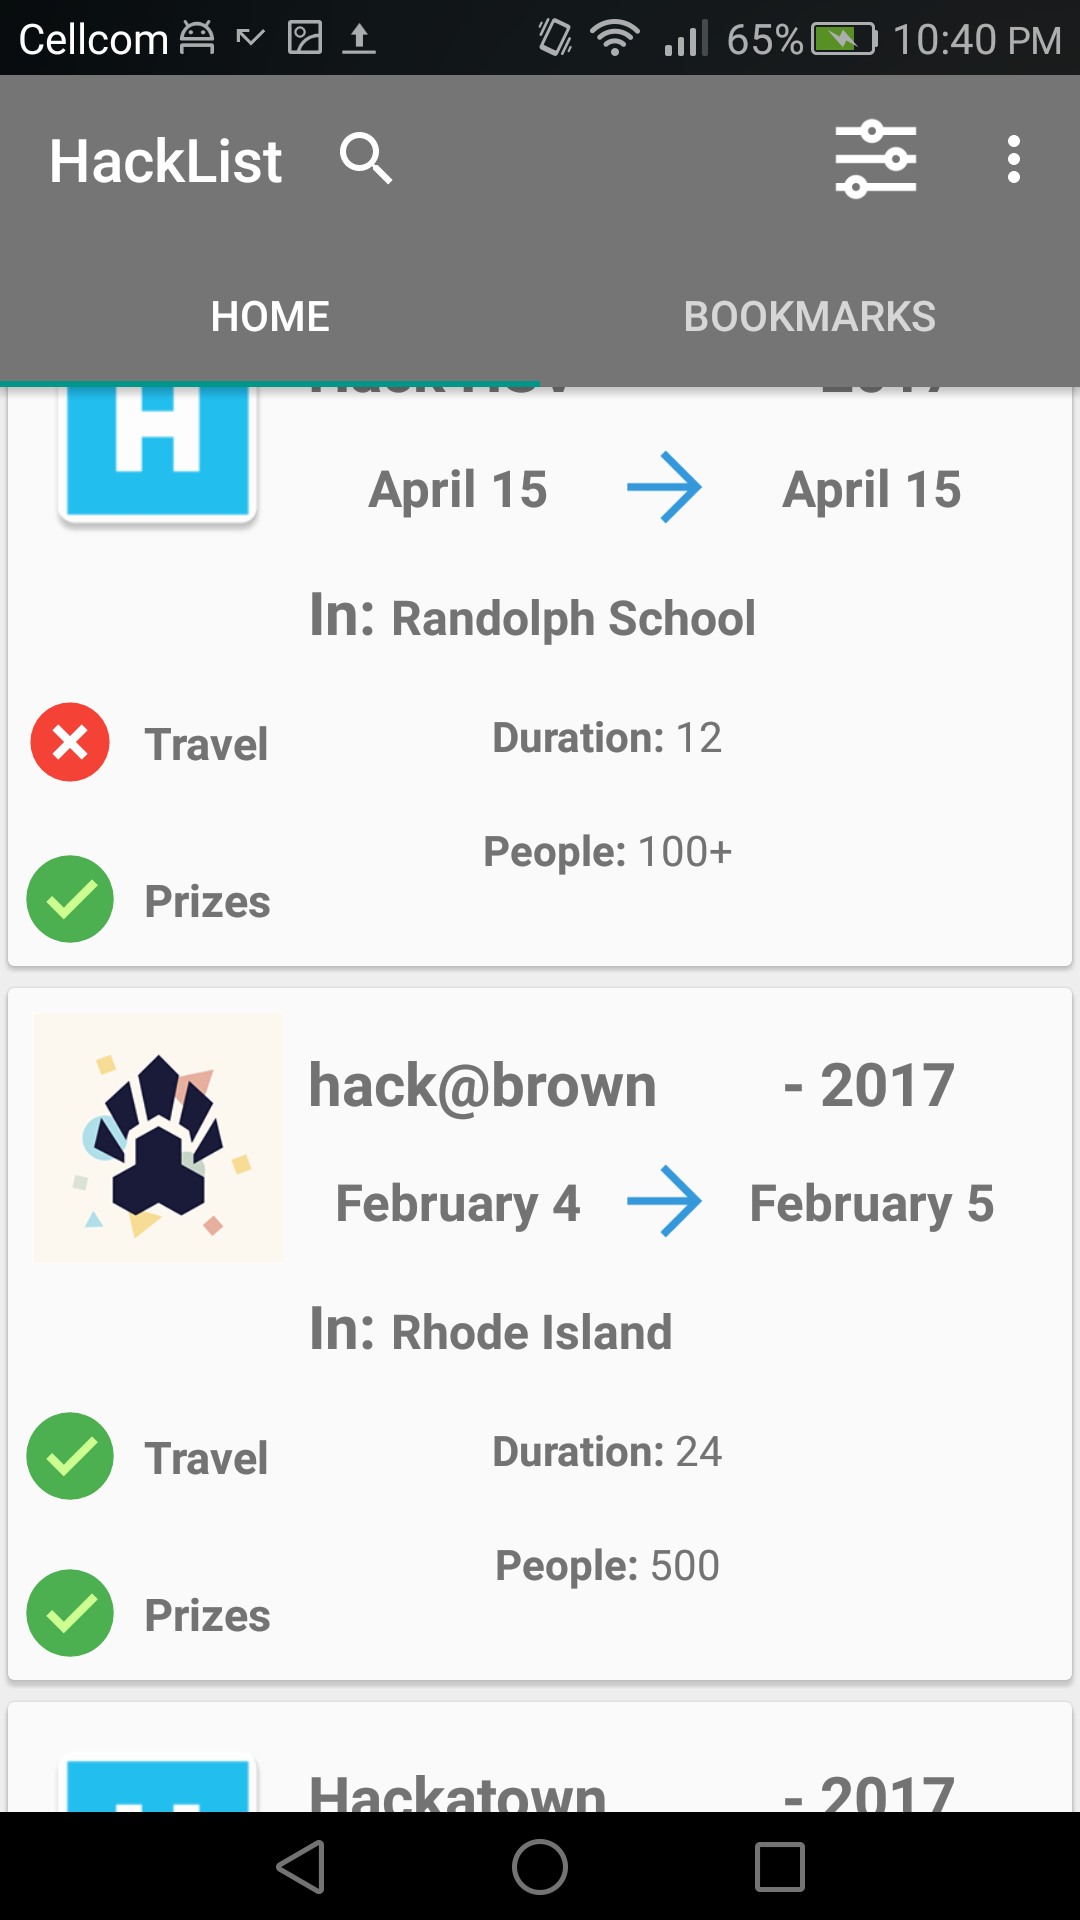 Cellcom 65% 10:40 PM
HackList
HOME BOOKMARKS
April 15 April 15
In: Randolph School
Travel Duration: 12
People: 100+
Prizes
hack@brown - 2017
February 4 February 5
In: Rhode Island
Travel Duration: 24
People: 500
Prizes
Hackatown - 2017